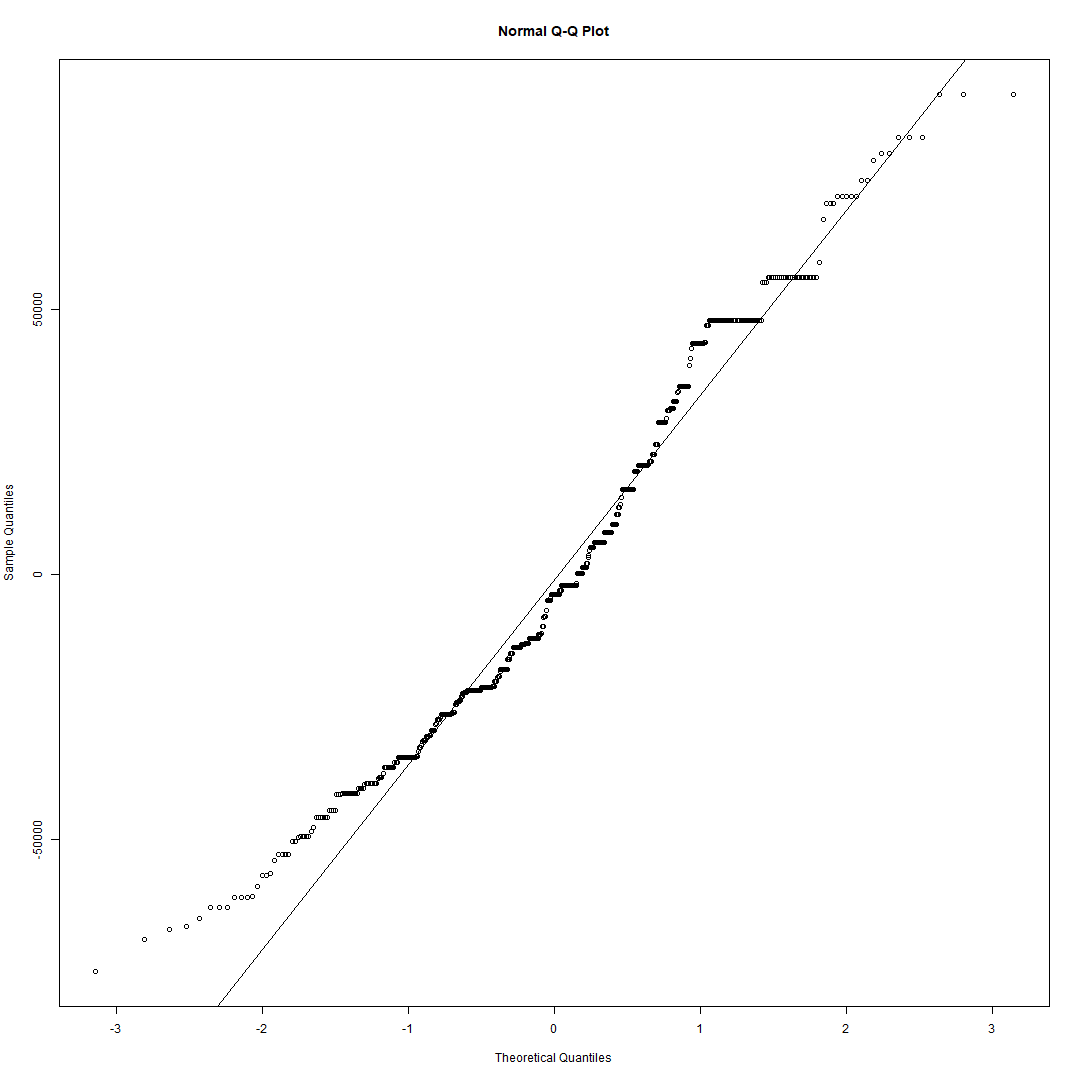 Normal Q-Q Plot
Sample Quantiles
50000
0
-50000
-3 -2 -1 0 1 2 3
Theoretical Quantiles